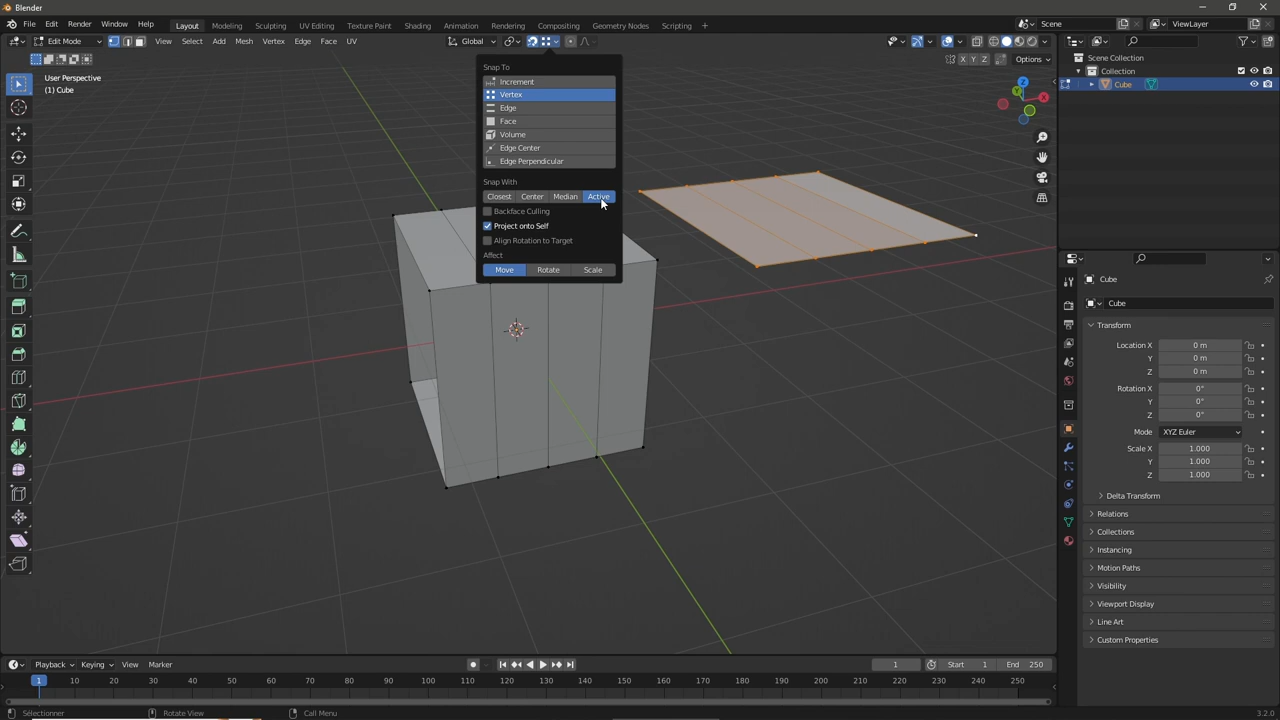 Blender
File Edit Render Window Help
Layout Modeling Sculpting UV Editing Texture Paint Shading Animation Rendering Compositing Geometry Nodes Scripting +
Scene ViewLayer
Edit Mode View Select Add Mesh Vertex Edge Face UV Global
X Y Z Options
User Perspective
(1) Cube
Snap To
Increment
Vertex
Edge
Face
Volume
Edge Center
Edge Perpendicular
Snap With
Closest Center Median Active
Backface Culling
Project onto Self
Align Rotation to Target
Affect
Move Rotate Scale
Z
Y
X
Scene Collection
Collection
Cube
Cube
Cube
Transform
Location X 0 m
Y 0 m
Z 0 m
Rotation X 0°
Y 0°
Z 0°
Mode XYZ Euler
Scale X 1.000
Y 1.000
Z 1.000
Delta Transform
Relations
Collections
Instancing
Motion Paths
Visibility
Viewport Display
Line Art
Custom Properties
Playback Keying View Marker 1 Start 1 End 250
1 10 20 30 40 50 60 70 80 90 100 110 120 130 140 150 160 170 180 190 200 210 220 230 240 250
Sélectionner Rotate View Call Menu 3.2.0